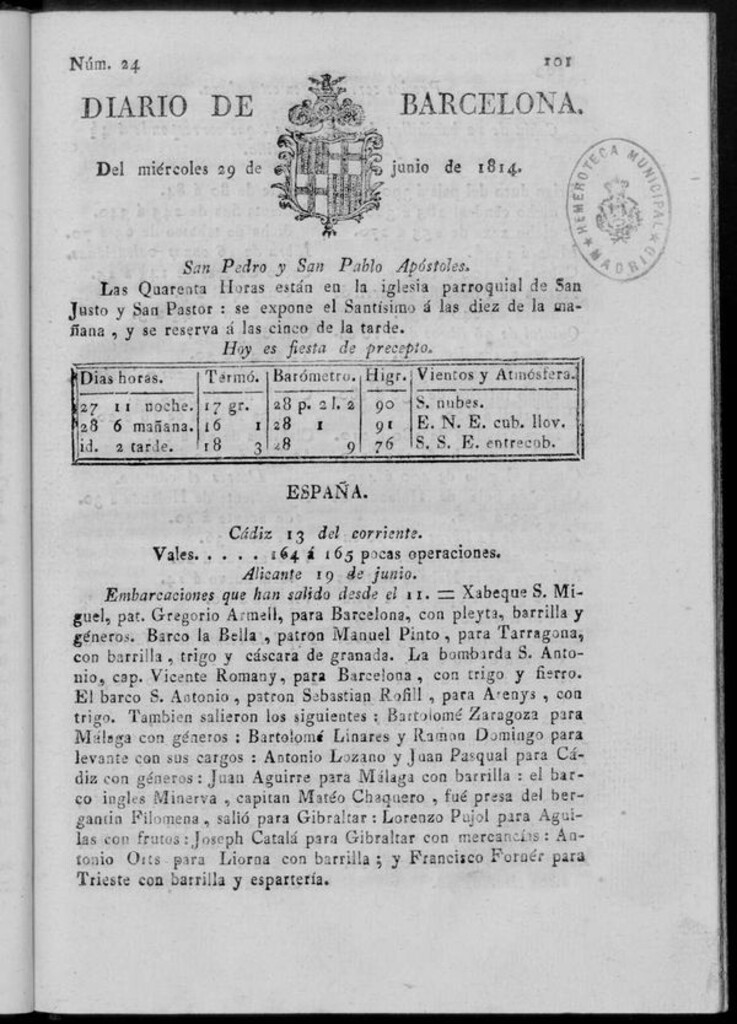 Núm. 24
101
DIARIO DE BARCELONA.
Del miércoles 29 de junio de 1814.
HEMEROTECA MUNICIPAL
★ MADRID ★
San Pedro y San Pablo Apóstoles.
Las Quarenta Horas están en la iglesia parroquial de San
Justo y San Pastor : se expone el Santísimo á las diez de la ma-
ñana , y se reserva á las cinco de la tarde.
Hoy es fiesta de precepto.
Dias horas. Termó. Barómetro. Higr. Vientos y Atmósfera.
27 11 noche. 17 gr. 28 p. 2 l. 2 90 S. nubes.
28 6 mañana. 16 1 28 1 91 E. N. E. cub. llov.
id. 2 tarde. 18 3 28 9 76 S. S. E. entrecub.
ESPAÑA.
Cádiz 13 del corriente.
Vales. . . . . 164 á 165 pocas operaciones.
Alicante 19 de junio.
Embarcaciones que han salido desde el 11. = Xabeque S. Mi-
guel, pat. Gregorio Armell, para Barcelona, con pleyta, barrilla y
géneros. Barco la Bella , patron Manuel Pinto , para Tarragona,
con barrilla , trigo y cáscara de granada. La bombarda S. Anto-
nio, cap. Vicente Romany, para Barcelona , con trigo y fierro.
El barco S. Antonio , patron Sebastian Rofill , para Arenys , con
trigo. Tambien salieron los siguientes : Bartolomé Zaragoza para
Málaga con géneros : Bartolomé Linares y Ramon Domingo para
levante con sus cargos : Antonio Lozano y Juan Pasqual para Cá-
diz con géneros : Juan Aguirre para Málaga con barrilla : el bar-
co ingles Minerva , capitan Matéo Chaquero , fué presa del ber-
gantin Filomena , salió para Gibraltar : Lorenzo Pujol para Agui-
las con frutos : Joseph Catalá para Gibraltar con mercancías : An-
tonio Orts para Liorna con barrilla ; y Francisco Fornér para
Trieste con barrilla y espartería.